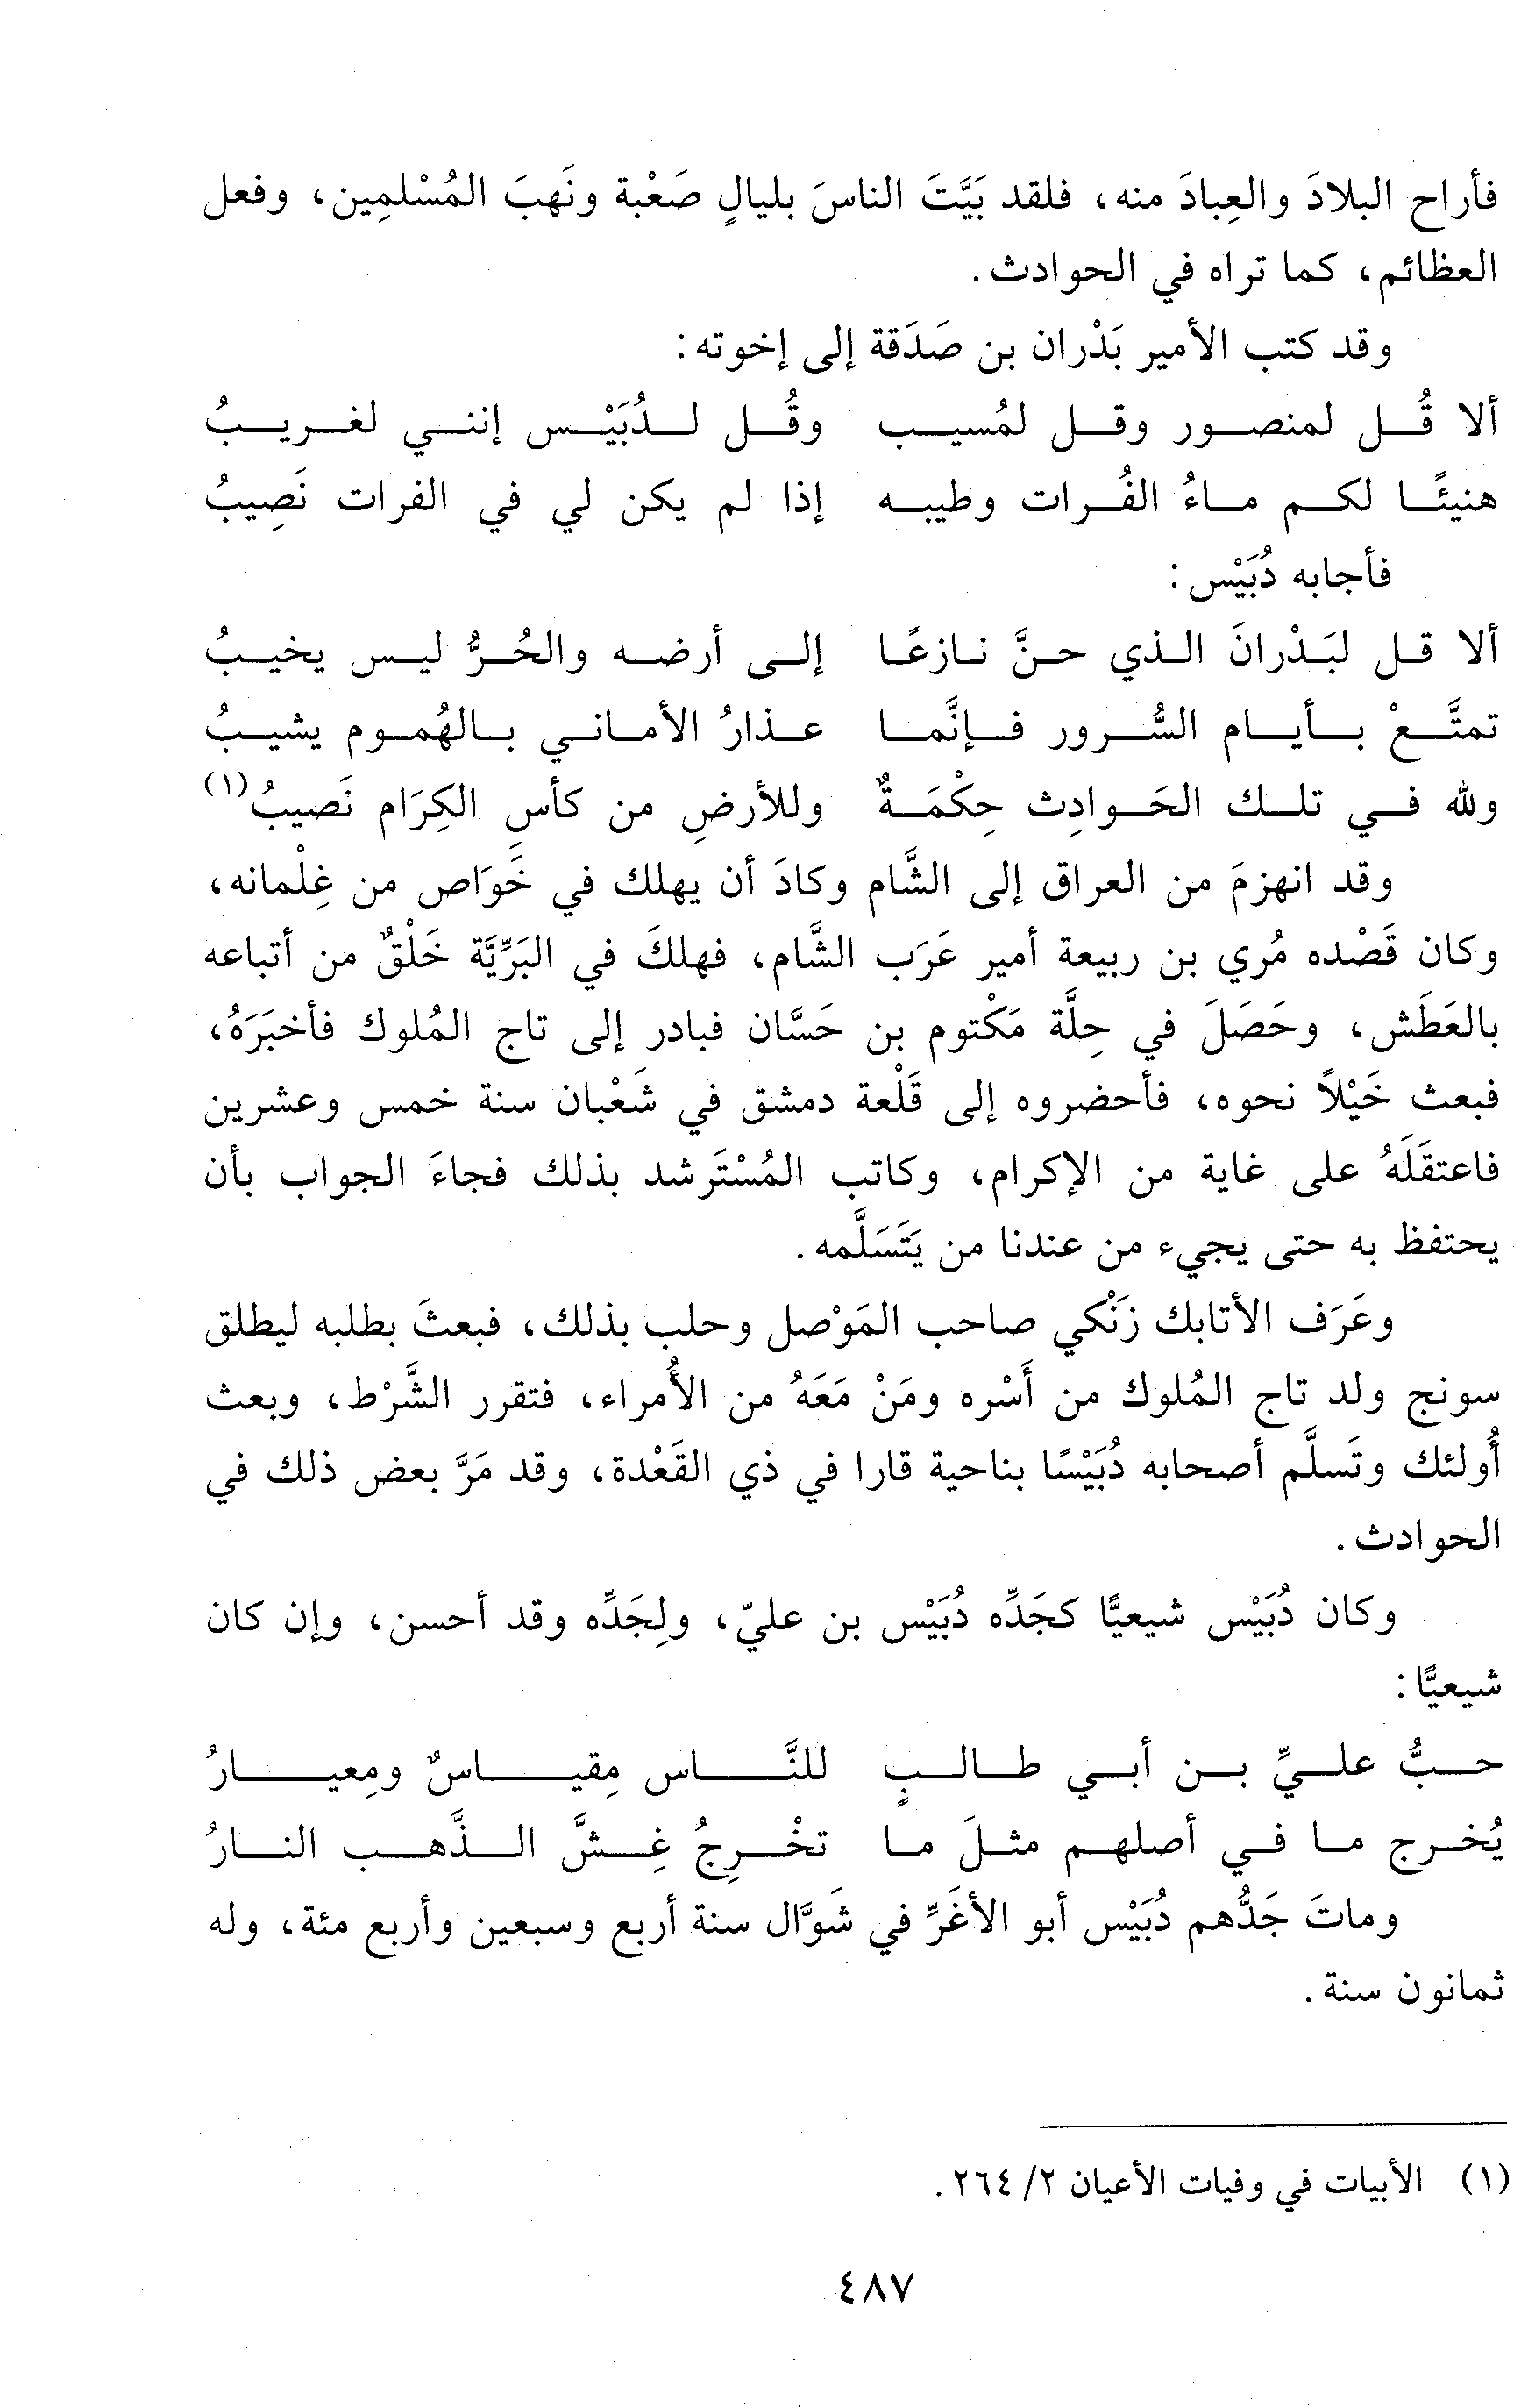 فأراح البلادَ والعِبادَ منه، فلقد بَيَّتَ الناسَ بليالٍ صَعْبة ونَهبَ المُسْلمِين، وفعل
العظائم، كما تراه في الحوادث.
وقد كتب الأمير بَدْران بن صَدَقة إلى إخوته:
ألا قُل لمنصور وقل لمُسيب وقُل لدُبَيْس إنني لغريبُ
هنيئًا لكم ماءُ الفُرات وطيبه إذا لم يكن لي في الفرات نَصِيبُ
فأجابه دُبَيْس:
ألا قل لبَدْرانَ الذي حنَّ نازعًا إلى أرضه والحُرُّ ليس يخيبُ
تمتَّعْ بأيام السُّرور فإنَّما عذارُ الأماني بالهُموم يشيبُ
ولله في تلك الحَوادِث حِكْمَةٌ وللأرضِ من كأسِ الكِرَام نَصيبُ(١)
وقد انهزمَ من العراق إلى الشَّام وكادَ أن يهلك في خَوَاص من غِلْمانه،
وكان قَصْده مُري بن ربيعة أمير عَرَب الشَّام، فهلكَ في البَرِّيَّة خَلْقٌ من أتباعه
بالعَطَش، وحَصَلَ في حِلَّة مَكْتوم بن حَسَّان فبادر إلى تاج المُلوك فأخبَرَهُ،
فبعث خَيْلاً نحوه، فأحضروه إلى قَلْعة دمشق في شَعْبان سنة خمس وعشرين
فاعتقَلَهُ على غاية من الإكرام، وكاتب المُسْتَرشد بذلك فجاءَ الجواب بأن
يحتفظ به حتى يجيء من عندنا من يَتَسَلَّمه.
وعَرَف الأتابك زَنْكي صاحب المَوْصل وحلب بذلك، فبعثَ بطلبه ليطلق
سونج ولد تاج المُلوك من أَسْره ومَنْ مَعَهُ من الأُمراء، فتقرر الشَّرْط، وبعث
أُولئك وتَسلَّم أصحابه دُبَيْسًا بناحية قارا في ذي القَعْدة، وقد مَرَّ بعض ذلك في
الحوادث.
وكان دُبَيْس شيعيًّا كجَدِّه دُبَيْس بن عليّ، ولِجَدِّه وقد أحسن، وإن كان
شيعيًّا:
حبُّ عليِّ بن أبي طالبٍ للنَّاس مِقياسٌ ومِعيارُ
يُخرج ما في أصلهم مثلَ ما تخْرِجُ غِشَّ الذَّهب النارُ
وماتَ جَدُّهم دُبَيْس أبو الأغَرِّ في شَوَّال سنة أربع وسبعين وأربع مئة، وله
ثمانون سنة.
(١) الأبيات في وفيات الأعيان ٢/ ٢٦٤.
٤٨٧